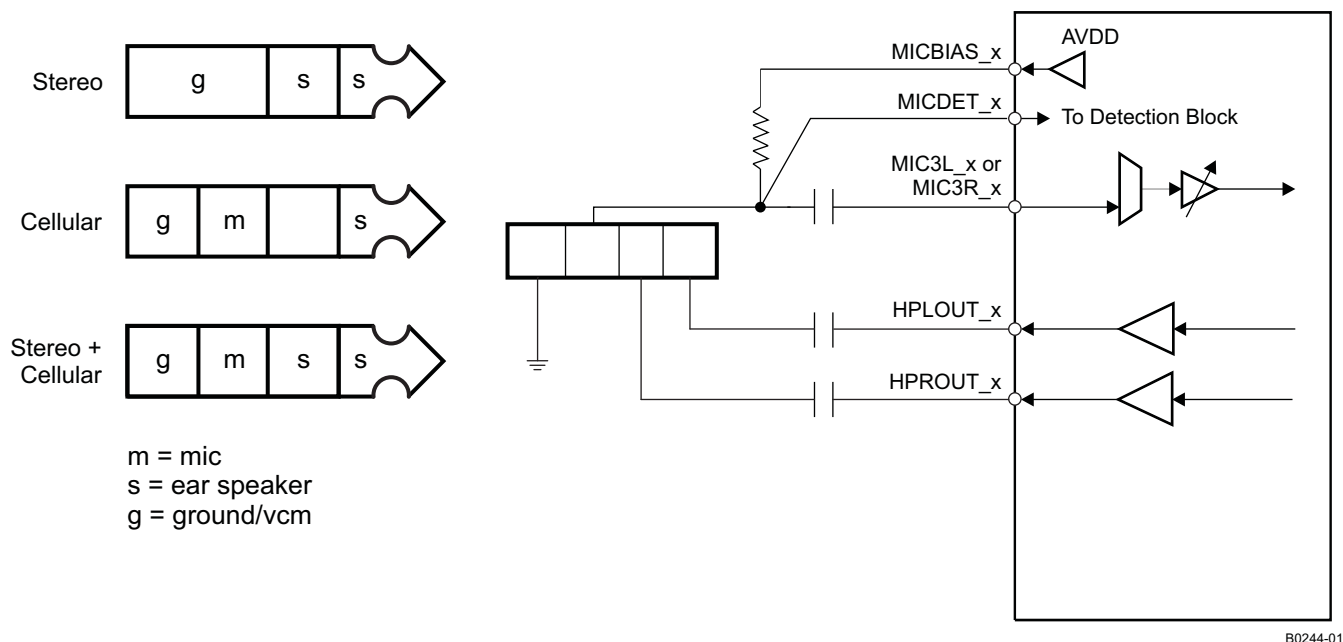 Stereo
g s s
Cellular
g m s
Stereo +
Cellular
g m s s
m = mic
s = ear speaker
g = ground/vcm
MICBIAS_x
AVDD
MICDET_x
To Detection Block
MIC3L_x or
MIC3R_x
HPLOUT_x
HPROUT_x
B0244-01